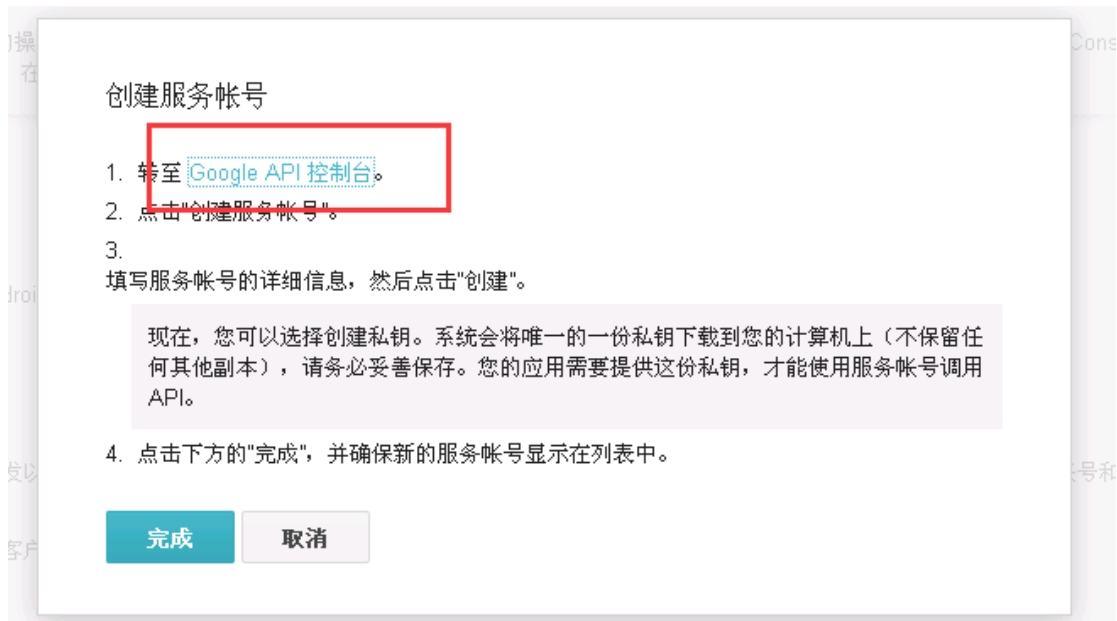 创建服务帐号
1. 转至 Google API 控制台。
2. 点击"创建服务帐号"。
3.
填写服务帐号的详细信息，然后点击"创建"。
现在，您可以选择创建私钥。系统会将唯一的一份私钥下载到您的计算机上（不保留任
何其他副本），请务必妥善保存。您的应用需要提供这份私钥，才能使用服务帐号调用
API。
4. 点击下方的"完成"，并确保新的服务帐号显示在列表中。
完成 取消